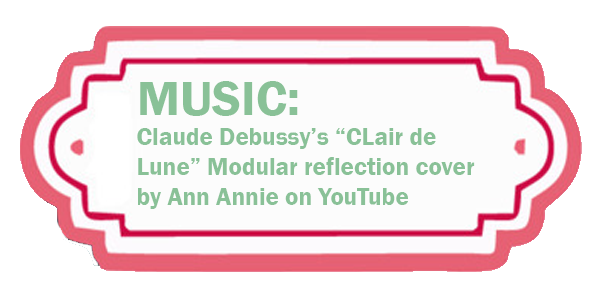 MUSIC:
Claude Debussy’s “CLair de
Lune” Modular reflection cover
by Ann Annie on YouTube